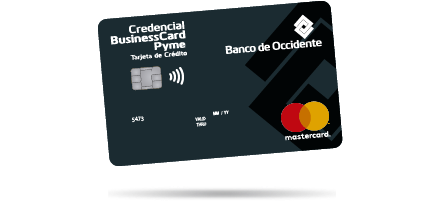 Credencial
BusinessCard
Pyme
Tarjeta de Crédito
Banco de Occidente
5473
MM / YY
VALID
THRU
mastercard.